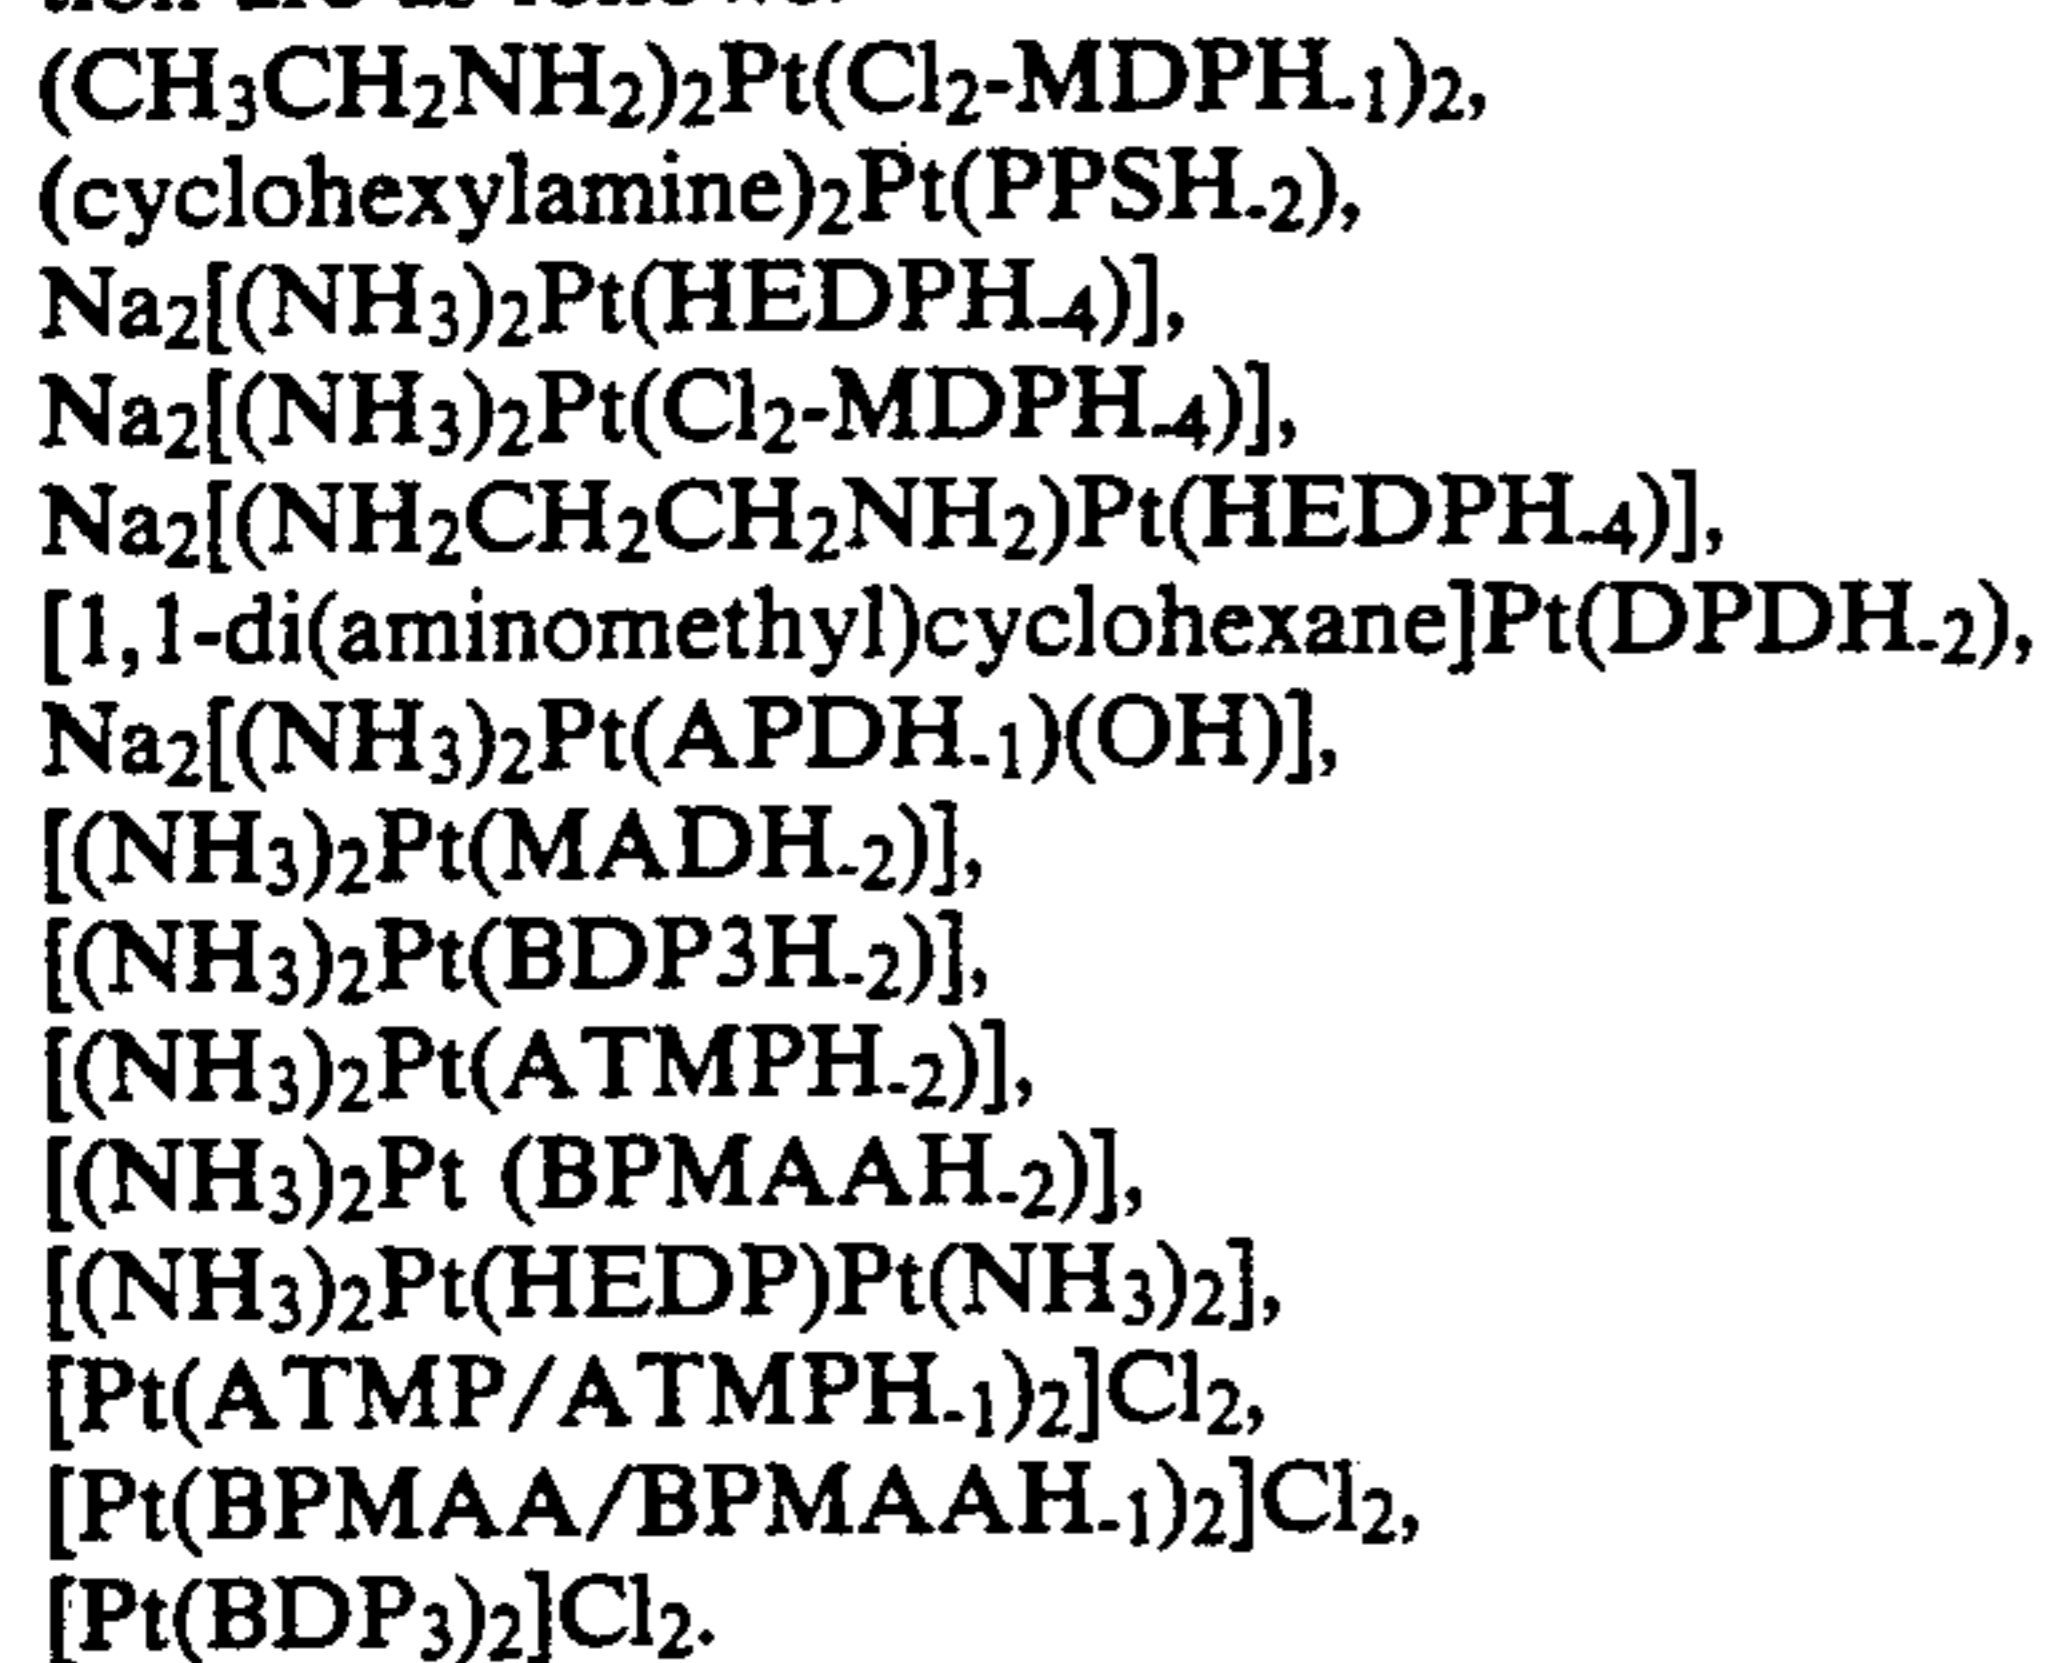 tion are as follows:
(CH₃CH₂NH₂)₂Pt(Cl₂-MDPH₋₁)₂,
(cyclohexylamine)₂Pt(PPSH₋₂),
Na₂[(NH₃)₂Pt(HEDPH₋₄)],
Na₂[(NH₃)₂Pt(Cl₂-MDPH₋₄)],
Na₂[(NH₂CH₂CH₂NH₂)Pt(HEDPH₋₄)],
[1,1-di(aminomethyl)cyclohexane]Pt(DPDH₋₂),
Na₂[(NH₃)₂Pt(APDH₋₁)(OH)],
[(NH₃)₂Pt(MADH₋₂)],
[(NH₃)₂Pt(BDP3H₋₂)],
[(NH₃)₂Pt(ATMPH₋₂)],
[(NH₃)₂Pt (BPMAAH₋₂)],
[(NH₃)₂Pt(HEDP)Pt(NH₃)₂],
[Pt(ATMP/ATMPH₋₁)₂]Cl₂,
[Pt(BPMAA/BPMAAH₋₁)₂]Cl₂,
[Pt(BDP₃)₂]Cl₂.